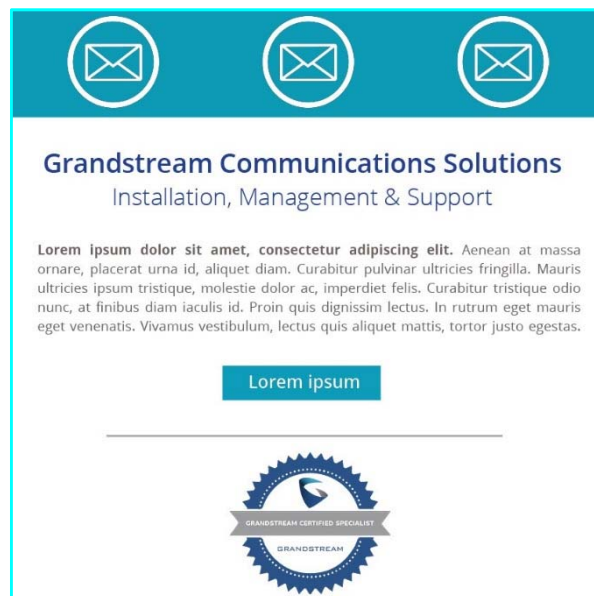 Grandstream Communications Solutions
Installation, Management & Support
Lorem ipsum dolor sit amet, consectetur adipiscing elit. Aenean at massa
ornare, placerat urna id, aliquet diam. Curabitur pulvinar ultricies fringilla. Mauris
ultricies ipsum tristique, molestie dolor ac, imperdiet felis. Curabitur tristique odio
nunc, at finibus diam iaculis id. Proin quis dignissim lectus. In rutrum eget mauris
eget venenatis. Vivamus vestibulum, lectus quis aliquet mattis, tortor justo egestas.
Lorem ipsum
GRANDSTREAM CERTIFIED SPECIALIST
GRANDSTREAM